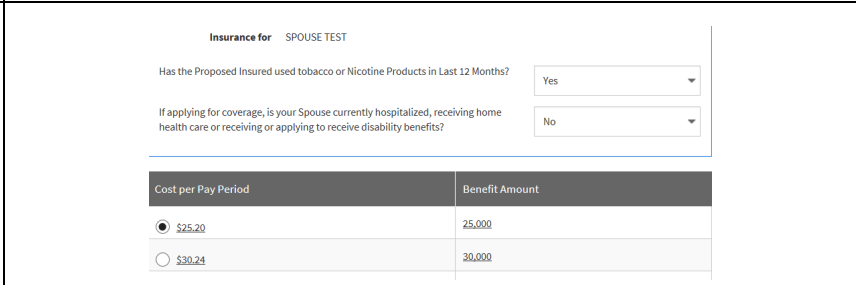 Insurance for SPOUSE TEST
Has the Proposed Insured used tobacco or Nicotine Products in Last 12 Months? Yes
If applying for coverage, is your Spouse currently hospitalized, receiving home
health care or receiving or applying to receive disability benefits? No
Cost per Pay Period Benefit Amount
$25.20 25,000
$30.24 30,000